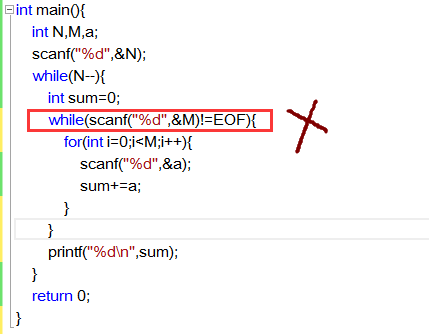 int main(){
int N,M,a;
scanf("%d",&N);
while(N--){
int sum=0;
while(scanf("%d",&M)!=EOF){
for(int i=0;i<M;i++){
scanf("%d",&a);
sum+=a;
}
}
printf("%d\n",sum);
}
return 0;
}